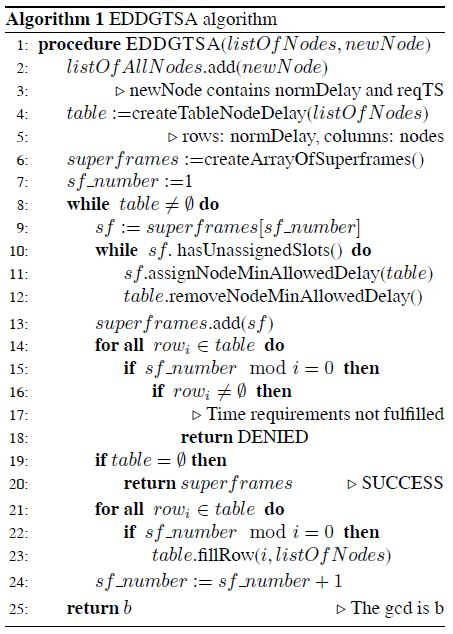 Algorithm 1 EDDGTSA algorithm
1: procedure EDDGTSA(listOfNodes, newNode)
2: listOfAllNodes.add(newNode)
3: ▷ newNode contains normDelay and reqTS
4: table :=createTableNodeDelay(listOfNodes)
5: ▷ rows: normDelay, columns: nodes
6: superframes :=createArrayOfSuperframes()
7: sf_number :=1
8: while table ≠ ∅ do
9: sf := superframes[sf_number]
10: while sf. hasUnassignedSlots() do
11: sf.assignNodeMinAllowedDelay(table)
12: table.removeNodeMinAllowedDelay()
13: superframes.add(sf)
14: for all row_i ∈ table do
15: if sf_number mod i = 0 then
16: if row_i ≠ ∅ then
17: ▷ Time requirements not fulfilled
18: return DENIED
19: if table = ∅ then
20: return superframes ▷ SUCCESS
21: for all row_i ∈ table do
22: if sf_number mod i = 0 then
23: table.fillRow(i, listOfNodes)
24: sf_number := sf_number + 1
25: return b ▷ The gcd is b